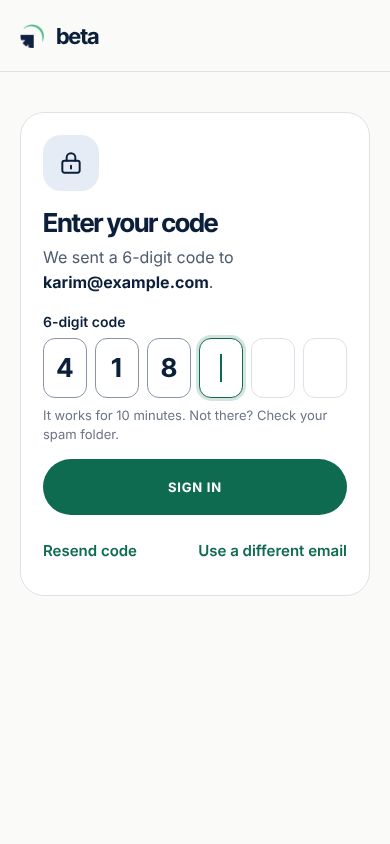 beta
Enter your code
We sent a 6-digit code to
karim@example.com.
6-digit code
4 1 8
It works for 10 minutes. Not there? Check your
spam folder.
SIGN IN
Resend code Use a different email